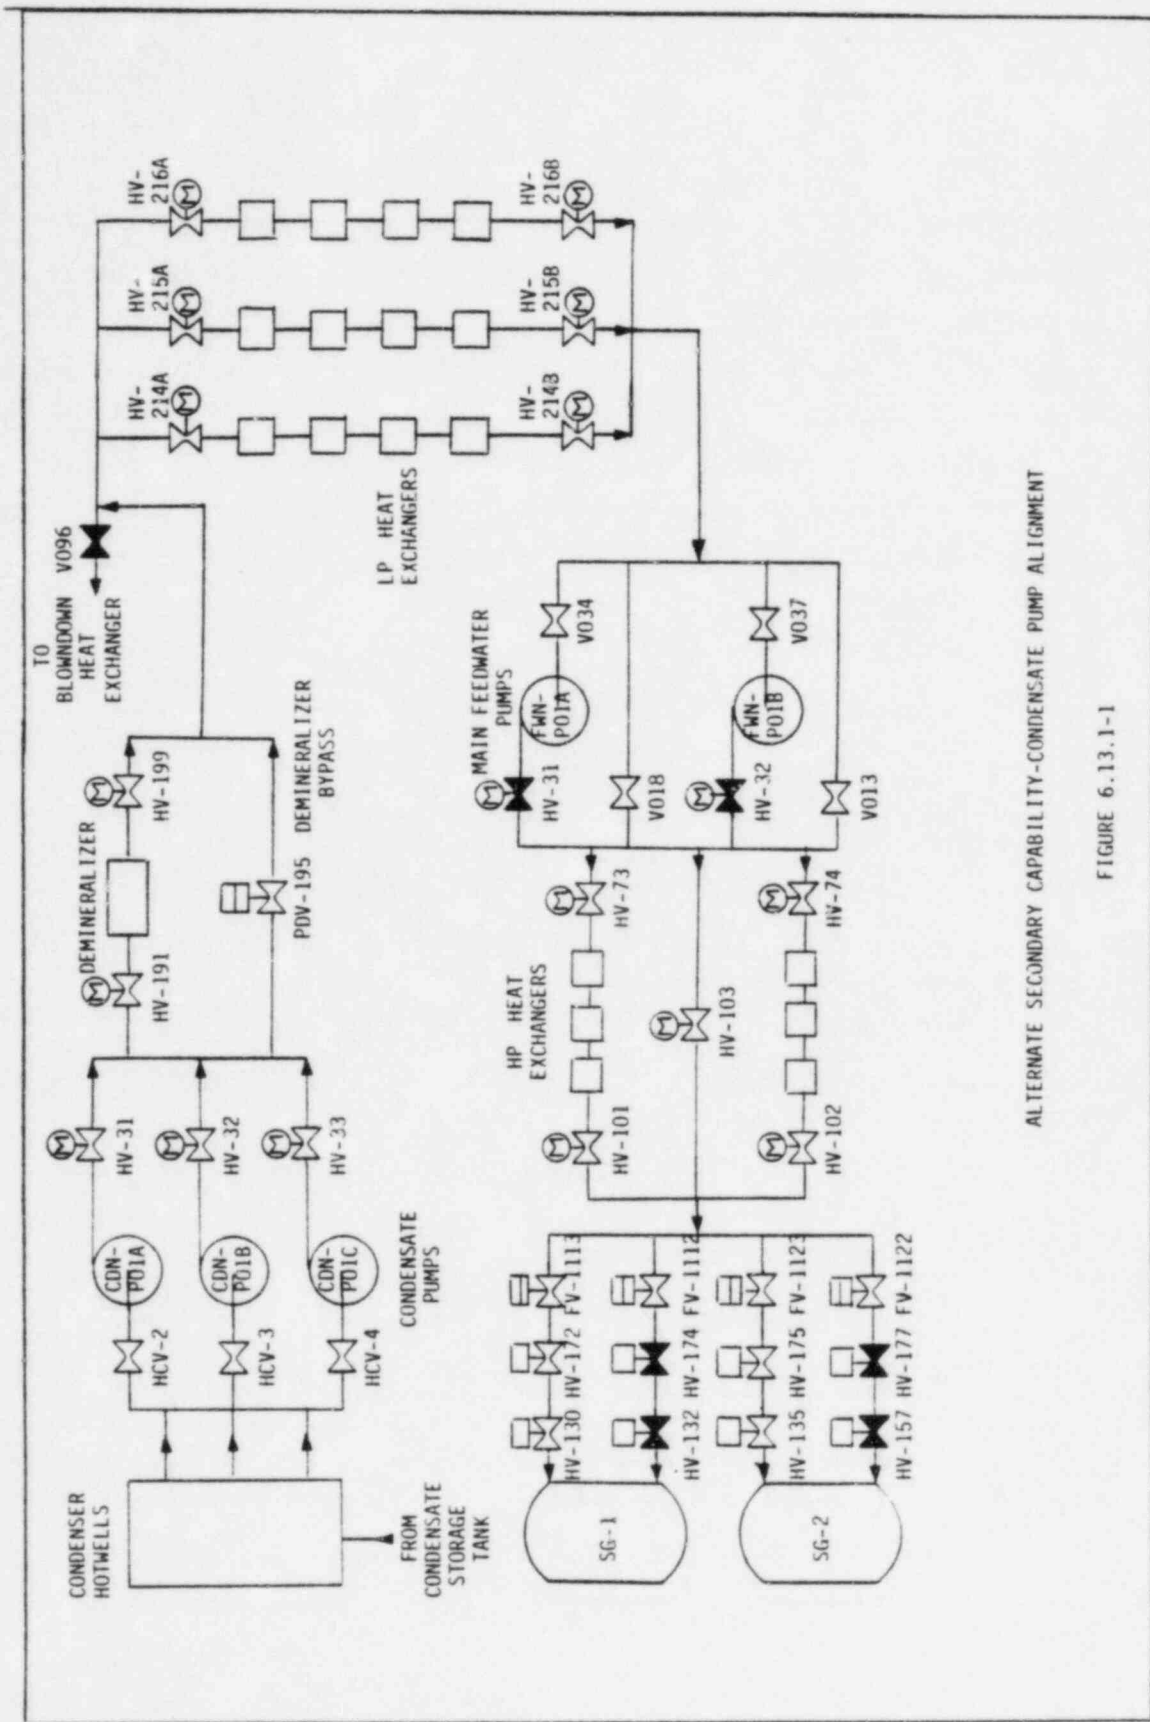 CONDENSER
HOTWELLS
FROM
CONDENSATE
STORAGE
TANK
HCV-2
HCV-3
HCV-4
CDN-
P01A
CDN-
P01B
CDN-
P01C
CONDENSATE
PUMPS
M
HV-31
M
HV-32
M
HV-33
M
HV-191
DEMINERALIZER
M
HV-199
PDV-195
DEMINERALIZER
BYPASS
TO
BLOWNDOWN
HEAT
EXCHANGER
V096
HV-
214A
M
HV-
215A
M
HV-
216A
M
LP HEAT
EXCHANGERS
HV-
214B
M
HV-
215B
M
HV-
216B
M
SG-1
SG-2
HV-130
HV-172
FV-1113
HV-132
HV-174
FV-1112
HV-135
HV-175
FV-1123
HV-157
HV-177
FV-1122
M
HV-101
HP HEAT
EXCHANGERS
M
HV-73
M
HV-103
M
HV-102
M
HV-74
MAIN FEEDWATER
PUMPS
M
HV-31
FWN-
P01A
V034
V018
M
HV-32
FWN-
P01B
V037
V013
ALTERNATE SECONDARY CAPABILITY-CONDENSATE PUMP ALIGNMENT
FIGURE 6.13.1-1